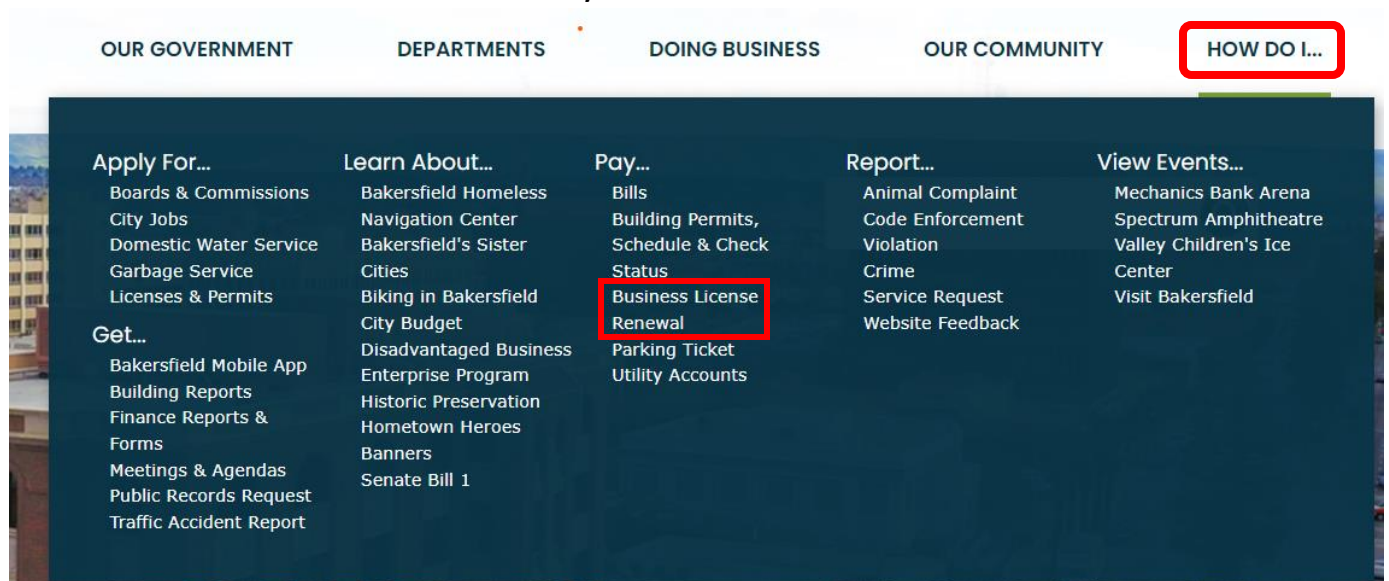 OUR GOVERNMENT
DEPARTMENTS
DOING BUSINESS
OUR COMMUNITY
HOW DO I...
Apply For...
Boards & Commissions
City Jobs
Domestic Water Service
Garbage Service
Licenses & Permits
Get...
Bakersfield Mobile App
Building Reports
Finance Reports &
Forms
Meetings & Agendas
Public Records Request
Traffic Accident Report
Learn About...
Bakersfield Homeless
Navigation Center
Bakersfield's Sister
Cities
Biking in Bakersfield
City Budget
Disadvantaged Business
Enterprise Program
Historic Preservation
Hometown Heroes
Banners
Senate Bill 1
Pay...
Bills
Building Permits,
Schedule & Check
Status
Business License
Renewal
Parking Ticket
Utility Accounts
Report...
Animal Complaint
Code Enforcement
Violation
Crime
Service Request
Website Feedback
View Events...
Mechanics Bank Arena
Spectrum Amphitheatre
Valley Children's Ice
Center
Visit Bakersfield